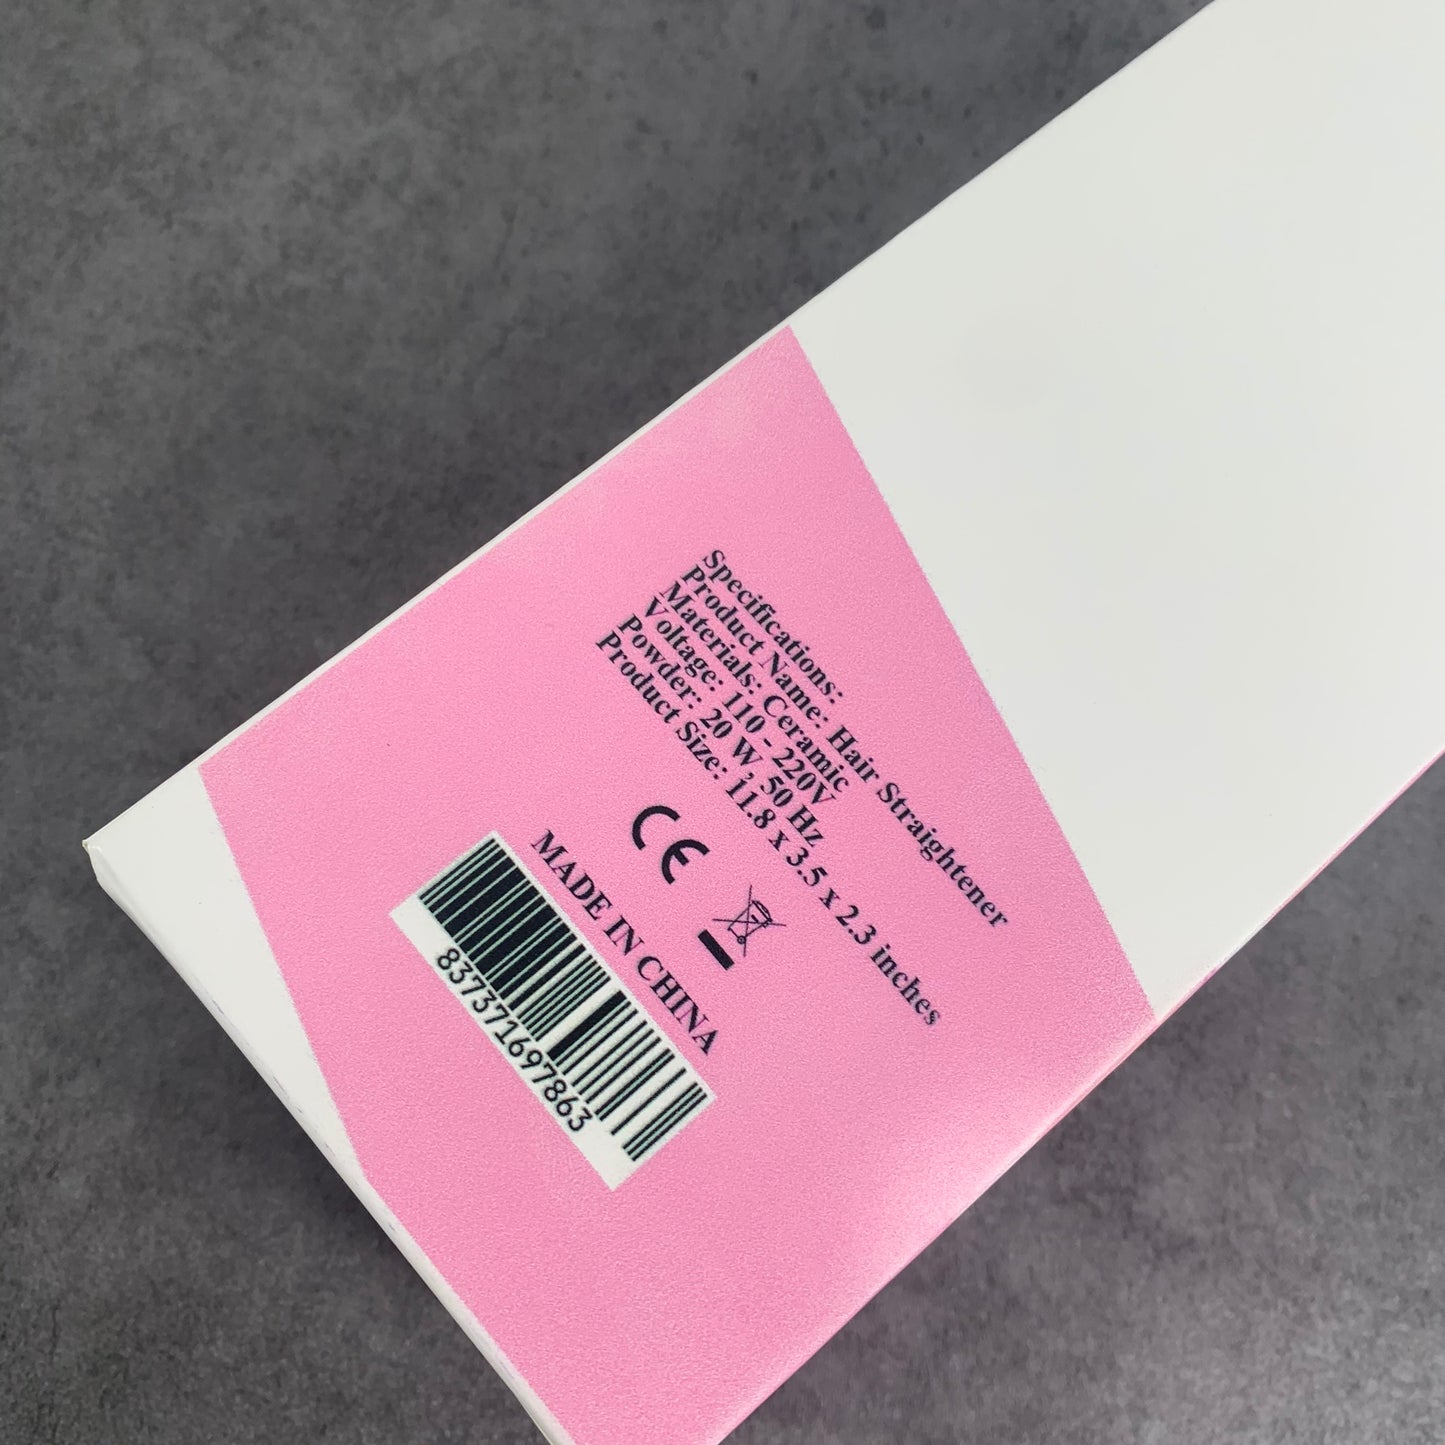 Specifications:
Product Name: Hair Straightener
Materials: Ceramic
Voltage: 110 - 220V
Powder: 20 W, 50 Hz
Product Size: 11.8 x 3.5 x 2.3 inches
CE
MADE IN CHINA
837371697863